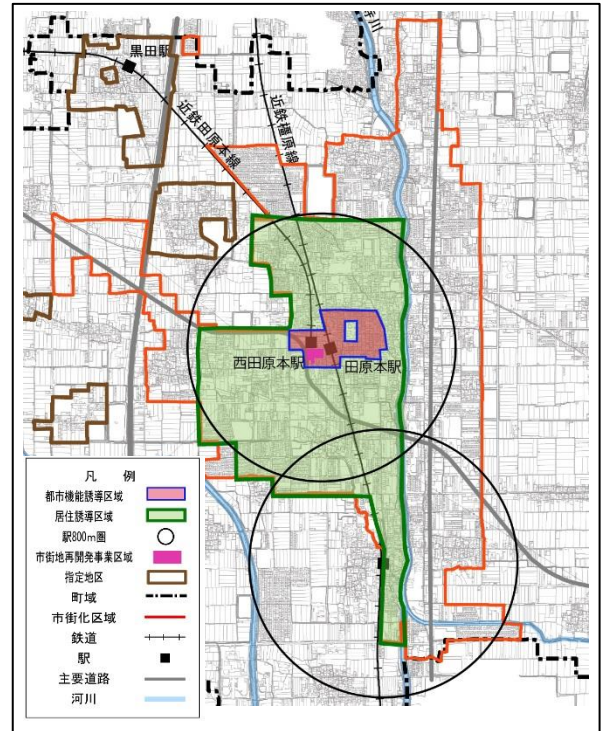 黒田駅
近鉄田原本線
近鉄橿原線
西田原本駅
田原本駅
凡 例
都市機能誘導区域
居住誘導区域
駅800m圏
市街地再開発事業区域
指定地区
町域
市街化区域
鉄道
駅
主要道路
河川